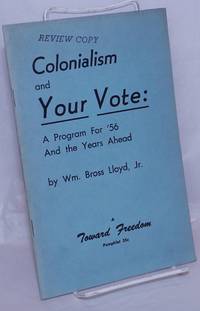 REVIEW COPY
Colonialism
and
Your Vote:
A Program For '56
And the Years Ahead
by Wm. Bross Lloyd, Jr.
A
Toward Freedom
Pamphlet 25c